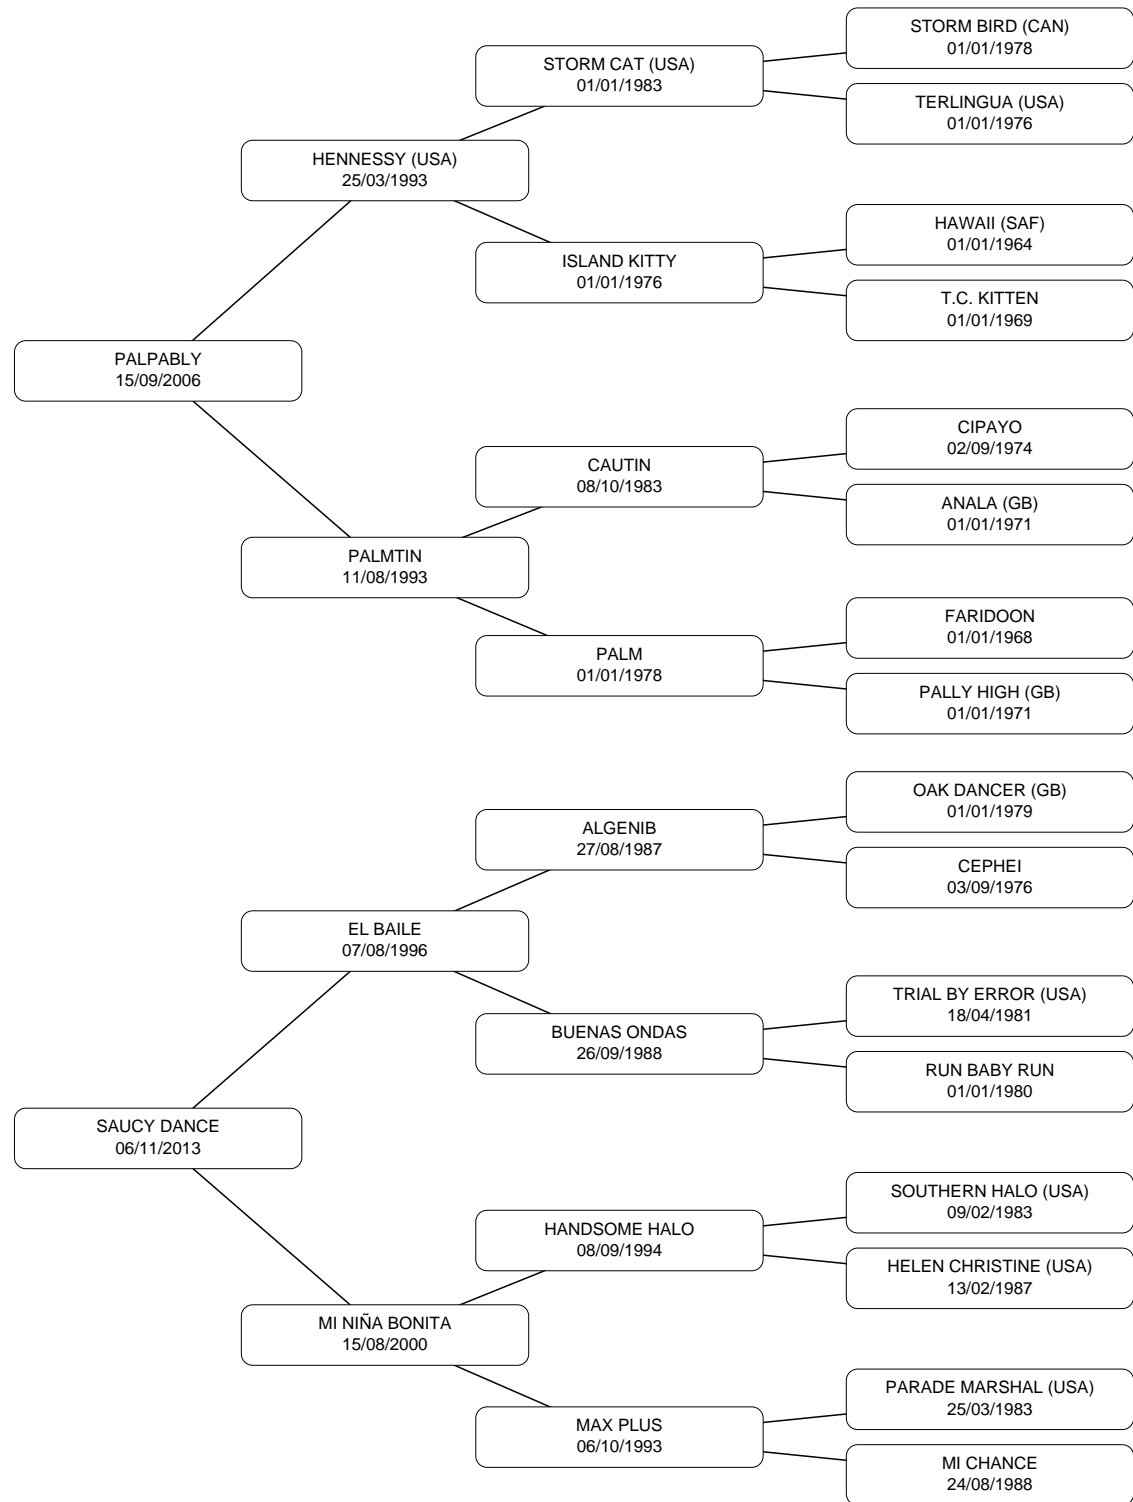 STORM BIRD (CAN)
01/01/1978
STORM CAT (USA)
01/01/1983
TERLINGUA (USA)
01/01/1976
HENNESSY (USA)
25/03/1993
HAWAII (SAF)
01/01/1964
ISLAND KITTY
01/01/1976
T.C. KITTEN
01/01/1969
PALPABLY
15/09/2006
CIPAYO
02/09/1974
CAUTIN
08/10/1983
ANALA (GB)
01/01/1971
PALMTIN
11/08/1993
FARIDOON
01/01/1968
PALM
01/01/1978
PALLY HIGH (GB)
01/01/1971
OAK DANCER (GB)
01/01/1979
ALGENIB
27/08/1987
CEPHEI
03/09/1976
EL BAILE
07/08/1996
TRIAL BY ERROR (USA)
18/04/1981
BUENAS ONDAS
26/09/1988
RUN BABY RUN
01/01/1980
SAUCY DANCE
06/11/2013
SOUTHERN HALO (USA)
09/02/1983
HANDSOME HALO
08/09/1994
HELEN CHRISTINE (USA)
13/02/1987
MI NIÑA BONITA
15/08/2000
PARADE MARSHAL (USA)
25/03/1983
MAX PLUS
06/10/1993
MI CHANCE
24/08/1988